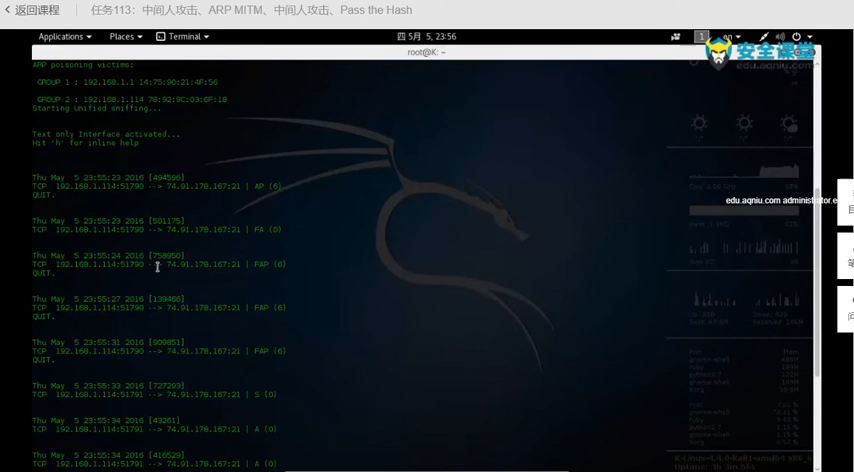 返回课程
任务113：中间人攻击、ARP MITM、中间人攻击、Pass the Hash
Applications Places Terminal
四 5月 5, 23:56
1 en
root@K: ~
安全课堂
edu.aqniu.com
ARP poisoning victims:
GROUP 1 : 192.168.1.1 14:75:90:21:4F:56
GROUP 2 : 192.168.1.114 78:92:9C:03:6F:18
Starting Unified sniffing...
Text only Interface activated...
Hit 'h' for inline help
Thu May 5 23:55:23 2016 [494596]
TCP 192.168.1.114:51790 --> 74.91.178.167:21 | AP (6)
QUIT.
Thu May 5 23:55:23 2016 [501175]
TCP 192.168.1.114:51790 --> 74.91.178.167:21 | FA (0)
Thu May 5 23:55:24 2016 [758950]
TCP 192.168.1.114:51790 --> 74.91.178.167:21 | FAP (6)
QUIT.
Thu May 5 23:55:27 2016 [139466]
TCP 192.168.1.114:51790 --> 74.91.178.167:21 | FAP (6)
QUIT.
Thu May 5 23:55:31 2016 [909851]
TCP 192.168.1.114:51790 --> 74.91.178.167:21 | FAP (6)
QUIT.
Thu May 5 23:55:33 2016 [727293]
TCP 192.168.1.114:51791 --> 74.91.178.167:21 | S (0)
Thu May 5 23:55:34 2016 [43261]
TCP 192.168.1.114:51791 --> 74.91.178.167:21 | A (0)
Thu May 5 23:55:34 2016 [416529]
TCP 192.168.1.114:51791 --> 74.91.178.167:21 | A (0)
edu.aqniu.com administrator.e